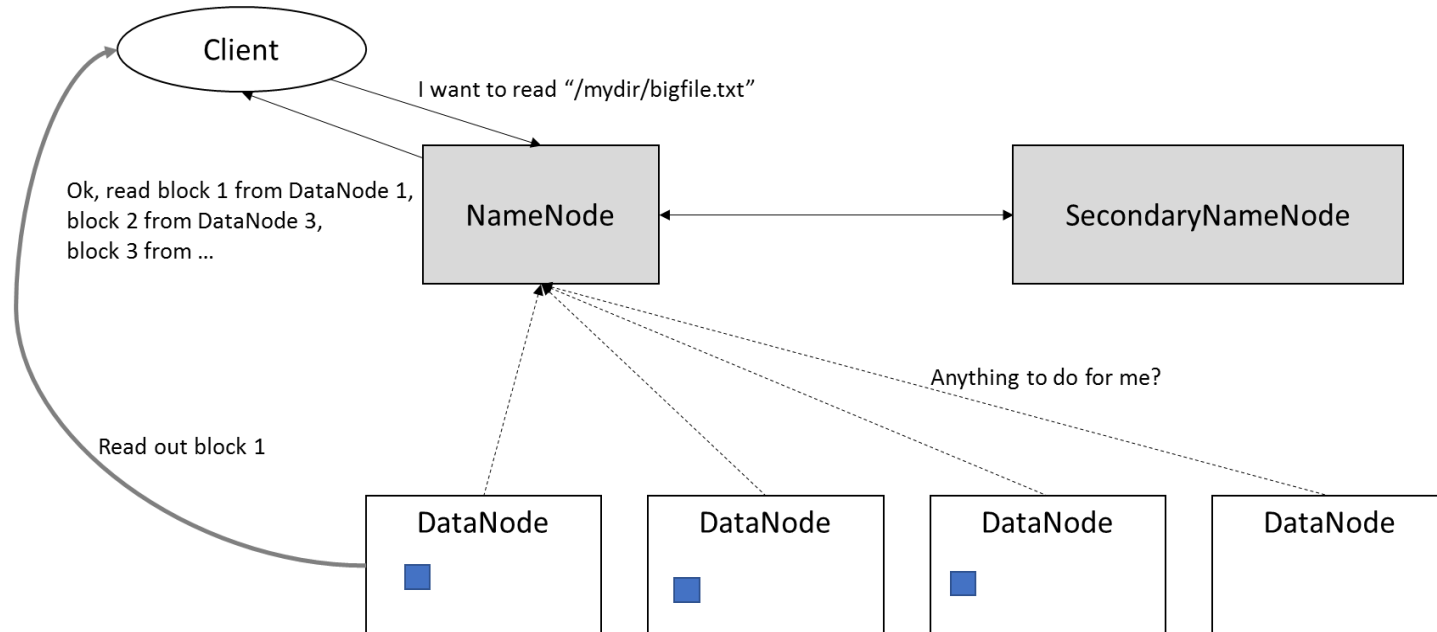 Client
I want to read “/mydir/bigfile.txt”
Ok, read block 1 from DataNode 1,
block 2 from DataNode 3,
block 3 from ...
NameNode
SecondaryNameNode
Anything to do for me?
Read out block 1
DataNode
DataNode
DataNode
DataNode